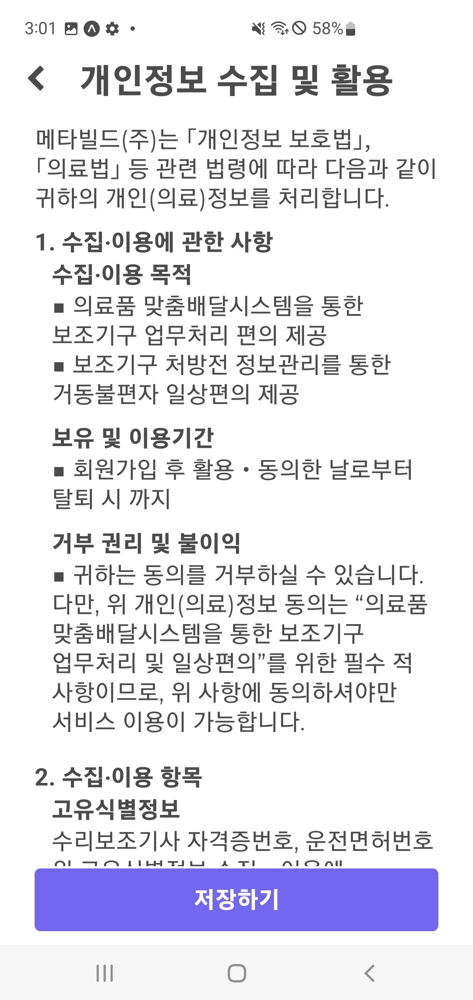 3:01
58%
개인정보 수집 및 활용
메타빌드(주)는 「개인정보 보호법」,
「의료법」 등 관련 법령에 따라 다음과 같이
귀하의 개인(의료)정보를 처리합니다.
1. 수집·이용에 관한 사항
수집·이용 목적
■ 의료품 맞춤배달시스템을 통한
보조기구 업무처리 편의 제공
■ 보조기구 처방전 정보관리를 통한
거동불편자 일상편의 제공
보유 및 이용기간
■ 회원가입 후 활용・동의한 날로부터
탈퇴 시 까지
거부 권리 및 불이익
■ 귀하는 동의를 거부하실 수 있습니다.
다만, 위 개인(의료)정보 동의는 “의료품
맞춤배달시스템을 통한 보조기구
업무처리 및 일상편의”를 위한 필수 적
사항이므로, 위 사항에 동의하셔야만
서비스 이용이 가능합니다.
2. 수집·이용 항목
고유식별정보
수리보조기사 자격증번호, 운전면허번호
저장하기